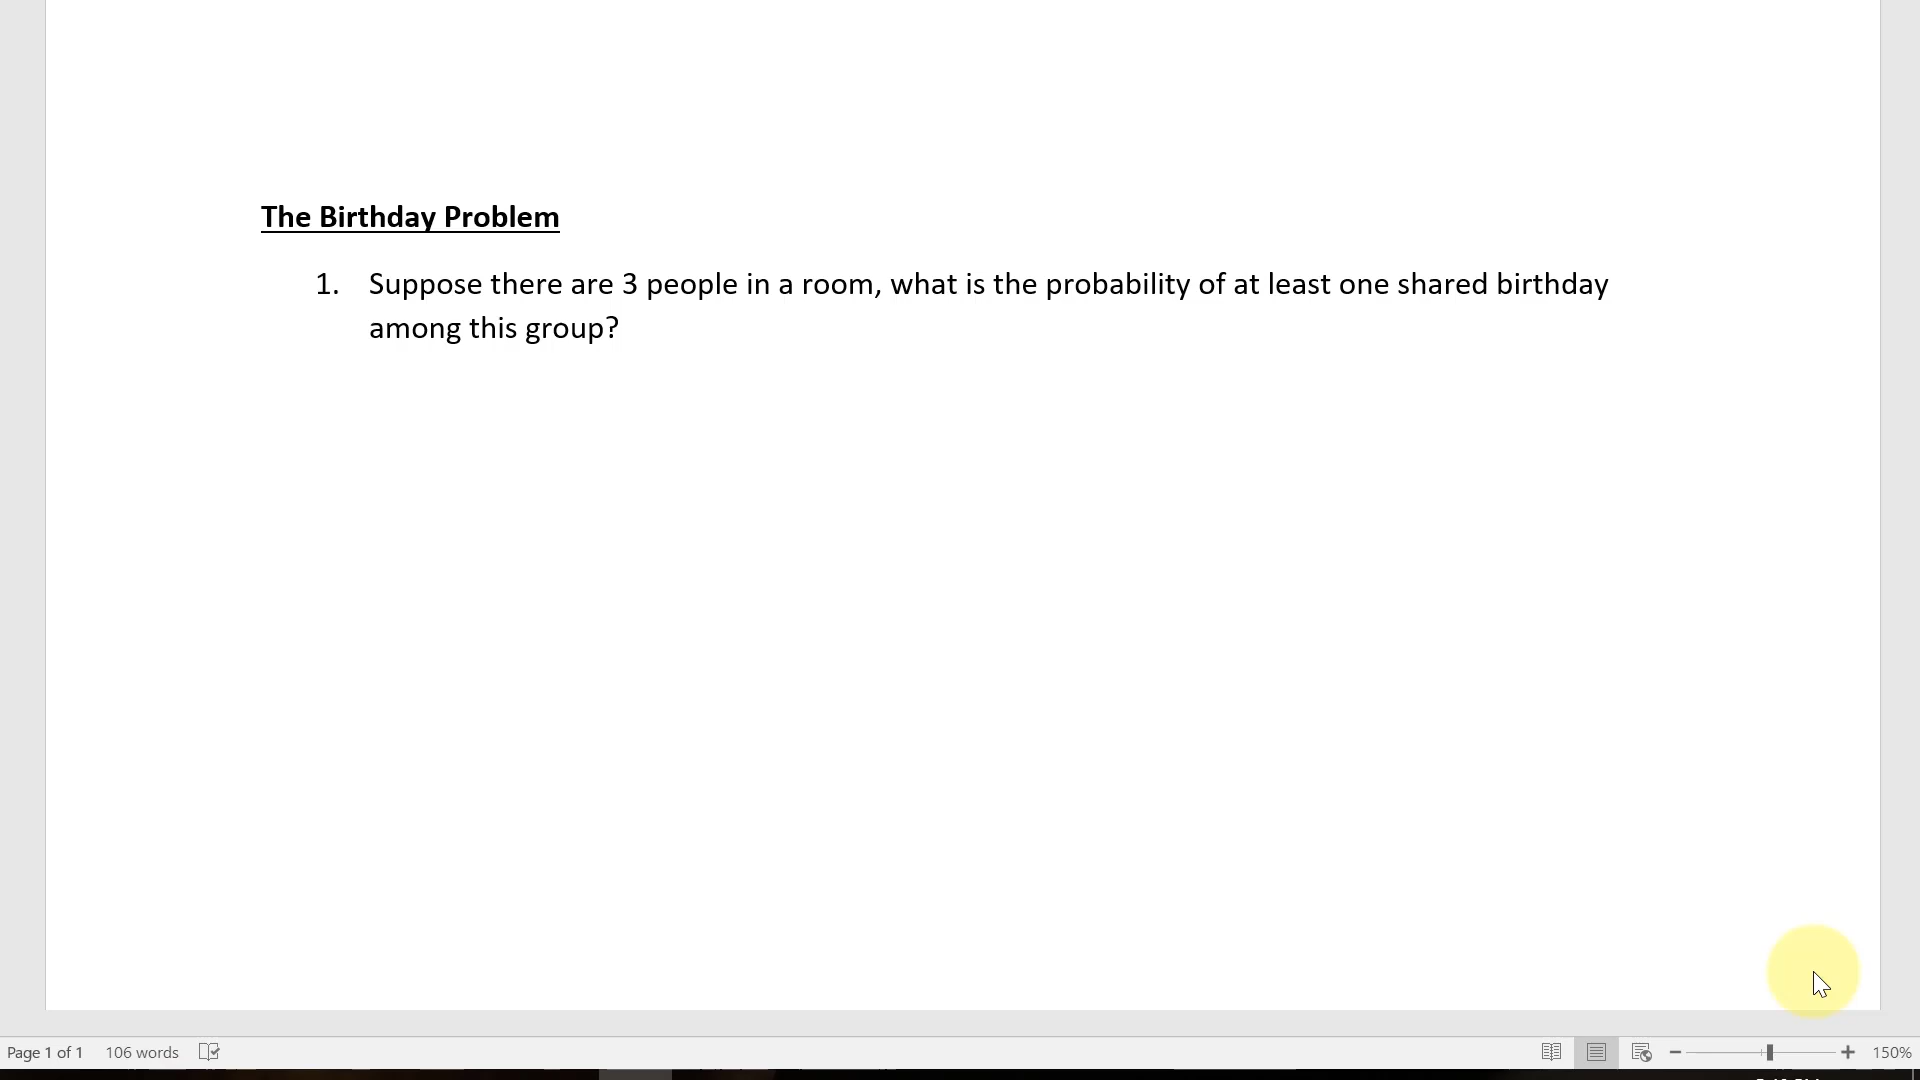 The Birthday Problem
1. Suppose there are 3 people in a room, what is the probability of at least one shared birthday
among this group?
Page 1 of 1 106 words 150%